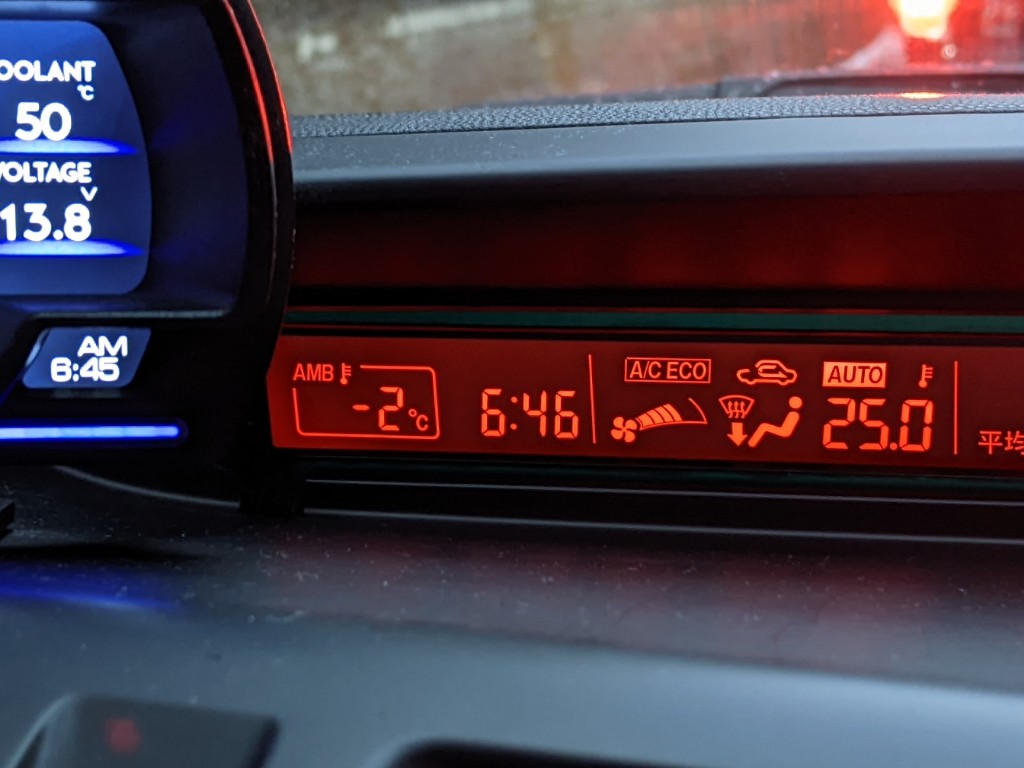 OOLANT
℃
50
VOLTAGE
V
13.8
AM
6:45
AMB
-2℃
6:46
A/C ECO
AUTO
25.0
平均